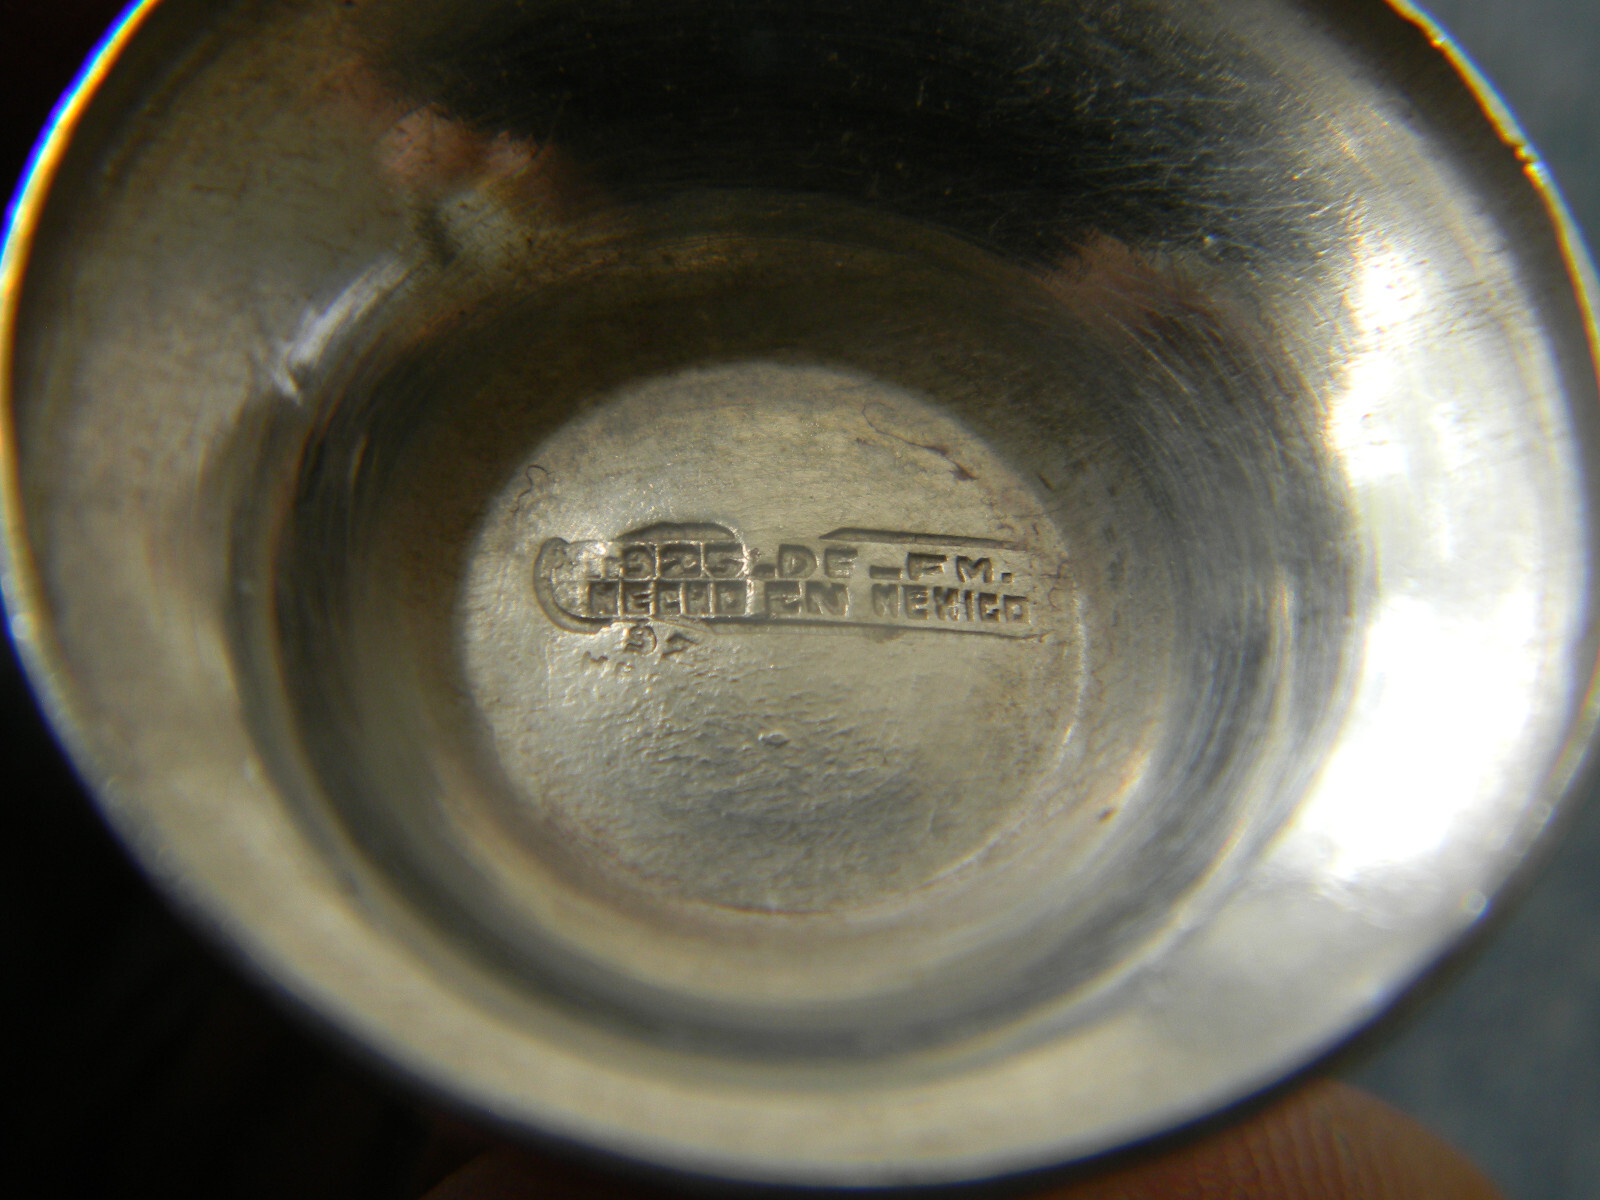 .925 DE FM.
HECHO EN MEXICO